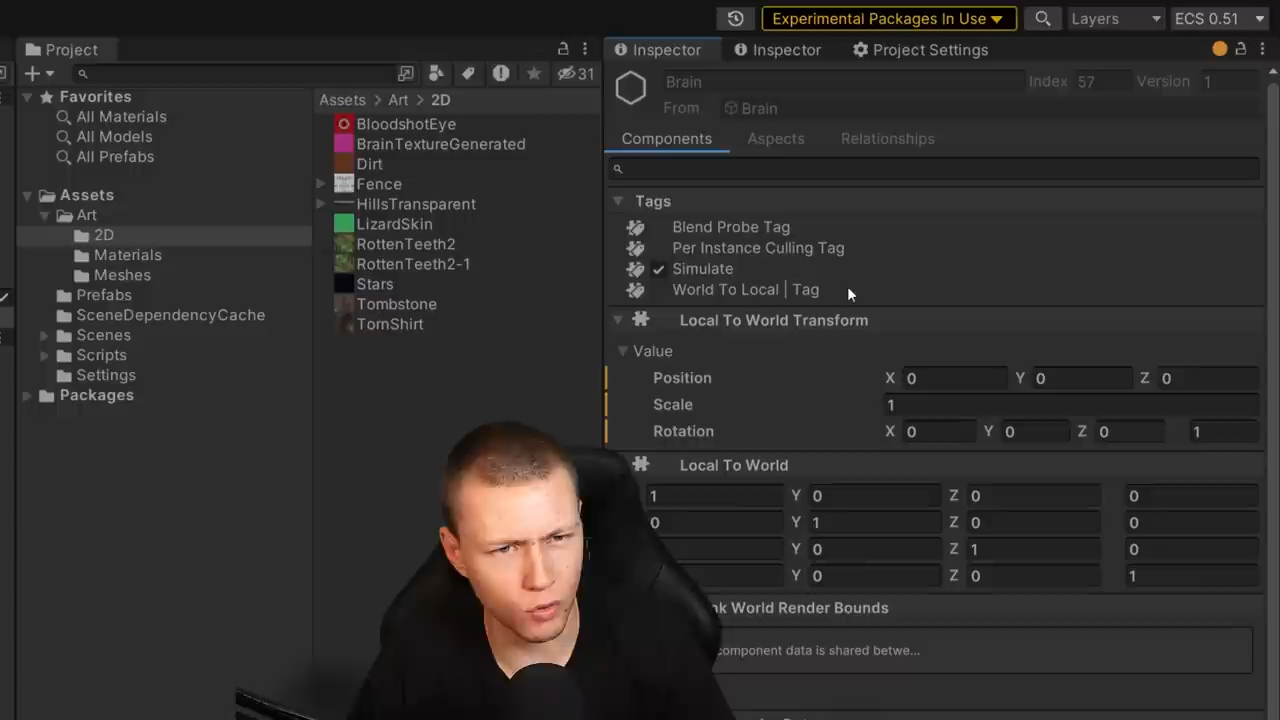 Experimental Packages In Use
Layers
ECS 0.51
Project
31
Favorites
All Materials
All Models
All Prefabs
Assets
Art
2D
Materials
Meshes
Prefabs
SceneDependencyCache
Scenes
Scripts
Settings
Packages
Assets > Art > 2D
BloodshotEye
BrainTextureGenerated
Dirt
Fence
HillsTransparent
LizardSkin
RottenTeeth2
RottenTeeth2-1
Stars
Tombstone
TornShirt
Inspector
Inspector
Project Settings
Brain
Index 57
Version 1
From Brain
Components
Aspects
Relationships
Tags
Blend Probe Tag
Per Instance Culling Tag
Simulate
World To Local | Tag
Local To World Transform
Value
Position X 0 Y 0 Z 0
Scale 1
Rotation X 0 Y 0 Z 0 1
Local To World
1 Y 0 Z 0 0
0 Y 1 Z 0 0
Y 0 Z 1 0
Y 0 Z 0 1
World Render Bounds
component data is shared betwe...